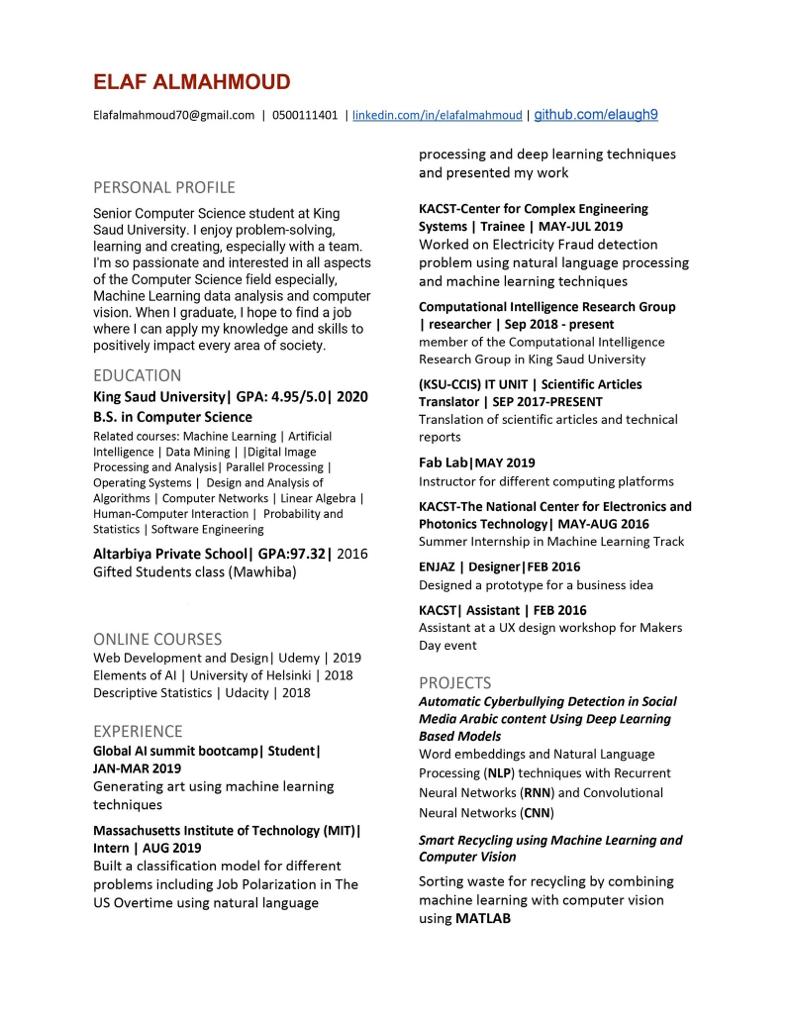 ELAF ALMAHMOUD
Elafalmahmoud70@gmail.com | 0500111401 | linkedin.com/in/elafalmahmoud | github.com/elaugh9
PERSONAL PROFILE
Senior Computer Science student at King
Saud University. I enjoy problem-solving,
learning and creating, especially with a team.
I'm so passionate and interested in all aspects
of the Computer Science field especially,
Machine Learning data analysis and computer
vision. When I graduate, I hope to find a job
where I can apply my knowledge and skills to
positively impact every area of society.
EDUCATION
King Saud University| GPA: 4.95/5.0| 2020
B.S. in Computer Science
Related courses: Machine Learning | Artificial
Intelligence | Data Mining | |Digital Image
Processing and Analysis| Parallel Processing |
Operating Systems | Design and Analysis of
Algorithms | Computer Networks | Linear Algebra |
Human-Computer Interaction | Probability and
Statistics | Software Engineering
Altarbiya Private School| GPA:97.32| 2016
Gifted Students class (Mawhiba)
ONLINE COURSES
Web Development and Design| Udemy | 2019
Elements of AI | University of Helsinki | 2018
Descriptive Statistics | Udacity | 2018
EXPERIENCE
Global AI summit bootcamp| Student|
JAN-MAR 2019
Generating art using machine learning
techniques
Massachusetts Institute of Technology (MIT)|
Intern | AUG 2019
Built a classification model for different
problems including Job Polarization in The
US Overtime using natural language
processing and deep learning techniques
and presented my work
KACST-Center for Complex Engineering
Systems | Trainee | MAY-JUL 2019
Worked on Electricity Fraud detection
problem using natural language processing
and machine learning techniques
Computational Intelligence Research Group
| researcher | Sep 2018 - present
member of the Computational Intelligence
Research Group in King Saud University
(KSU-CCIS) IT UNIT | Scientific Articles
Translator | SEP 2017-PRESENT
Translation of scientific articles and technical
reports
Fab Lab|MAY 2019
Instructor for different computing platforms
KACST-The National Center for Electronics and
Photonics Technology| MAY-AUG 2016
Summer Internship in Machine Learning Track
ENJAZ | Designer|FEB 2016
Designed a prototype for a business idea
KACST| Assistant | FEB 2016
Assistant at a UX design workshop for Makers
Day event
PROJECTS
Automatic Cyberbullying Detection in Social
Media Arabic content Using Deep Learning
Based Models
Word embeddings and Natural Language
Processing (NLP) techniques with Recurrent
Neural Networks (RNN) and Convolutional
Neural Networks (CNN)
Smart Recycling using Machine Learning and
Computer Vision
Sorting waste for recycling by combining
machine learning with computer vision
using MATLAB